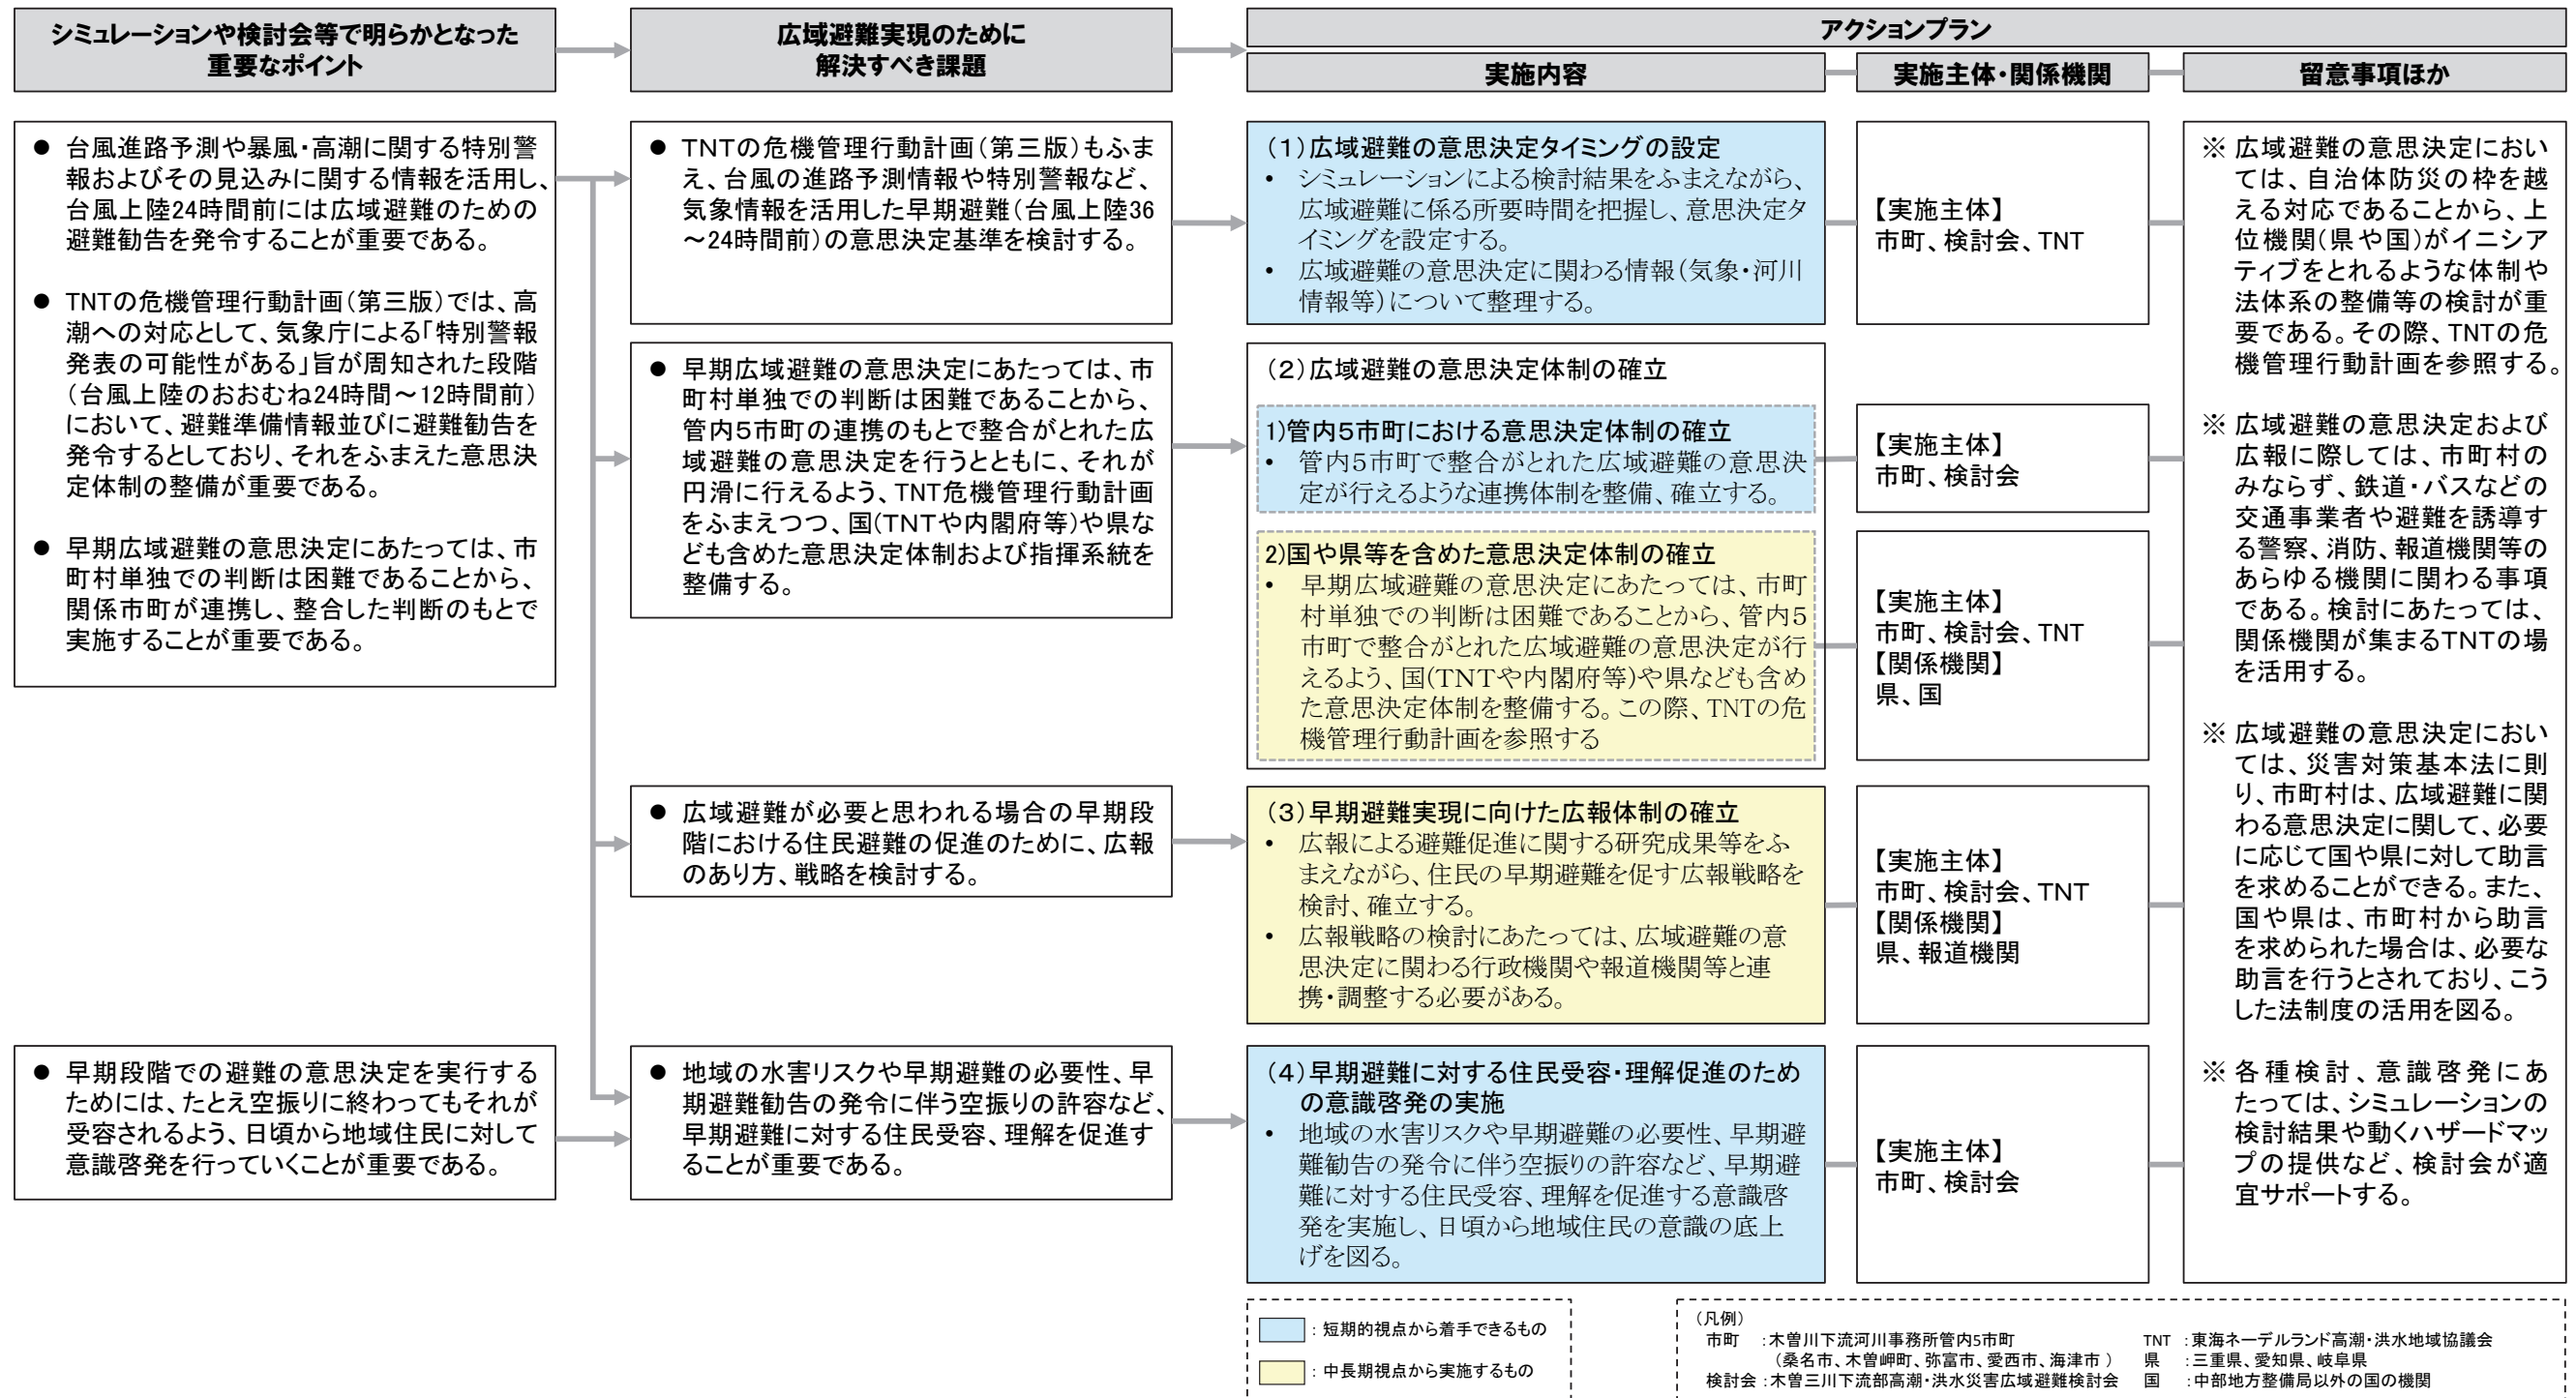 シミュレーションや検討会等で明らかとなった
重要なポイント
広域避難実現のために
解決すべき課題
アクションプラン
実施内容
実施主体・関係機関
留意事項ほか
● 台風進路予測や暴風・高潮に関する特別警
報およびその見込みに関する情報を活用し、
台風上陸24時間前には広域避難のための
避難勧告を発令することが重要である。
● TNTの危機管理行動計画(第三版)では、高
潮への対応として、気象庁による「特別警報
発表の可能性がある」旨が周知された段階
(台風上陸のおおむね24時間～12時間前)
において、避難準備情報並びに避難勧告を
発令するとしており、それをふまえた意思決
定体制の整備が重要である。
● 早期広域避難の意思決定にあたっては、市
町村単独での判断は困難であることから、
関係市町が連携し、整合した判断のもとで
実施することが重要である。
● 早期段階での避難の意思決定を実行する
ためには、たとえ空振りに終わってもそれが
受容されるよう、日頃から地域住民に対して
意識啓発を行っていくことが重要である。
● TNTの危機管理行動計画(第三版)もふま
え、台風の進路予測情報や特別警報など、
気象情報を活用した早期避難(台風上陸36
～24時間前)の意思決定基準を検討する。
● 早期広域避難の意思決定にあたっては、市
町村単独での判断は困難であることから、
管内5市町の連携のもとで整合がとれた広
域避難の意思決定を行うとともに、それが
円滑に行えるよう、TNT危機管理行動計画
をふまえつつ、国(TNTや内閣府等)や県な
ども含めた意思決定体制および指揮系統を
整備する。
● 広域避難が必要と思われる場合の早期段
階における住民避難の促進のために、広報
のあり方、戦略を検討する。
● 地域の水害リスクや早期避難の必要性、早
期避難勧告の発令に伴う空振りの許容など、
早期避難に対する住民受容、理解を促進す
ることが重要である。
(1)広域避難の意思決定タイミングの設定
• シミュレーションによる検討結果をふまえながら、
広域避難に係る所要時間を把握し、意思決定タ
イミングを設定する。
• 広域避難の意思決定に関わる情報(気象・河川
情報等)について整理する。
(2)広域避難の意思決定体制の確立
1)管内5市町における意思決定体制の確立
• 管内5市町で整合がとれた広域避難の意思決
定が行えるような連携体制を整備、確立する。
2)国や県等を含めた意思決定体制の確立
• 早期広域避難の意思決定にあたっては、市町
村単独での判断は困難であることから、管内5
市町で整合がとれた広域避難の意思決定が行
えるよう、国(TNTや内閣府等)や県なども含め
た意思決定体制を整備する。この際、TNTの危
機管理行動計画を参照する
(3)早期避難実現に向けた広報体制の確立
• 広報による避難促進に関する研究成果等をふ
まえながら、住民の早期避難を促す広報戦略を
検討、確立する。
• 広報戦略の検討にあたっては、広域避難の意
思決定に関わる行政機関や報道機関等と連
携・調整する必要がある。
(4)早期避難に対する住民受容・理解促進のため
の意識啓発の実施
• 地域の水害リスクや早期避難の必要性、早期避
難勧告の発令に伴う空振りの許容など、早期避
難に対する住民受容、理解を促進する意識啓
発を実施し、日頃から地域住民の意識の底上
げを図る。
【実施主体】
市町、検討会、TNT
【実施主体】
市町、検討会
【実施主体】
市町、検討会、TNT
【関係機関】
県、国
【実施主体】
市町、検討会、TNT
【関係機関】
県、報道機関
【実施主体】
市町、検討会
※ 広域避難の意思決定におい
ては、自治体防災の枠を越
える対応であることから、上
位機関(県や国)がイニシア
ティブをとれるような体制や
法体系の整備等の検討が重
要である。その際、TNTの危
機管理行動計画を参照する。
※ 広域避難の意思決定および
広報に際しては、市町村の
みならず、鉄道・バスなどの
交通事業者や避難を誘導す
る警察、消防、報道機関等の
あらゆる機関に関わる事項
である。検討にあたっては、
関係機関が集まるTNTの場
を活用する。
※ 広域避難の意思決定におい
ては、災害対策基本法に則
り、市町村は、広域避難に関
わる意思決定に関して、必要
に応じて国や県に対して助言
を求めることができる。また、
国や県は、市町村から助言
を求められた場合は、必要な
助言を行うとされており、こう
した法制度の活用を図る。
※ 各種検討、意識啓発にあ
たっては、シミュレーションの
検討結果や動くハザードマッ
プの提供など、検討会が適
宜サポートする。
：短期的視点から着手できるもの
：中長期視点から実施するもの
(凡例)
市町 ：木曽川下流河川事務所管内5市町
(桑名市、木曽岬町、弥富市、愛西市、海津市 )
検討会：木曽三川下流部高潮・洪水災害広域避難検討会
TNT ：東海ネーデルランド高潮・洪水地域協議会
県 ：三重県、愛知県、岐阜県
国 ：中部地方整備局以外の国の機関